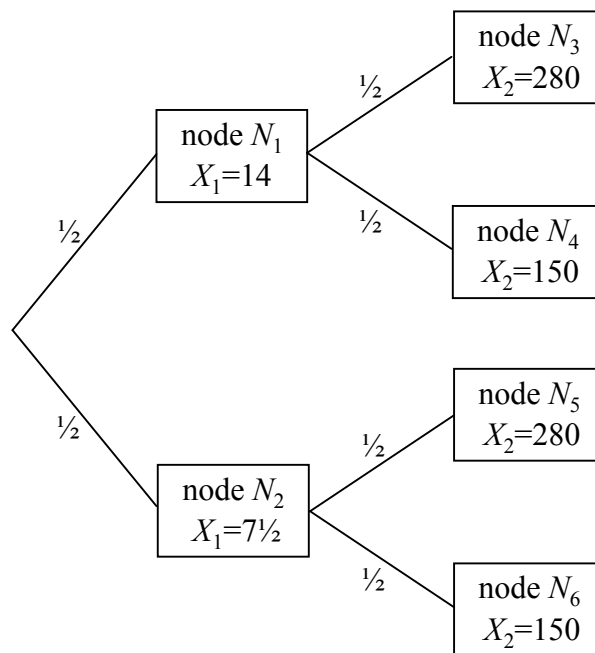 node N₃
X₂=280
½
node N₁
X₁=14
½
node N₄
X₂=150
½
½
node N₅
X₂=280
½
node N₂
X₁=7½
½
node N₆
X₂=150